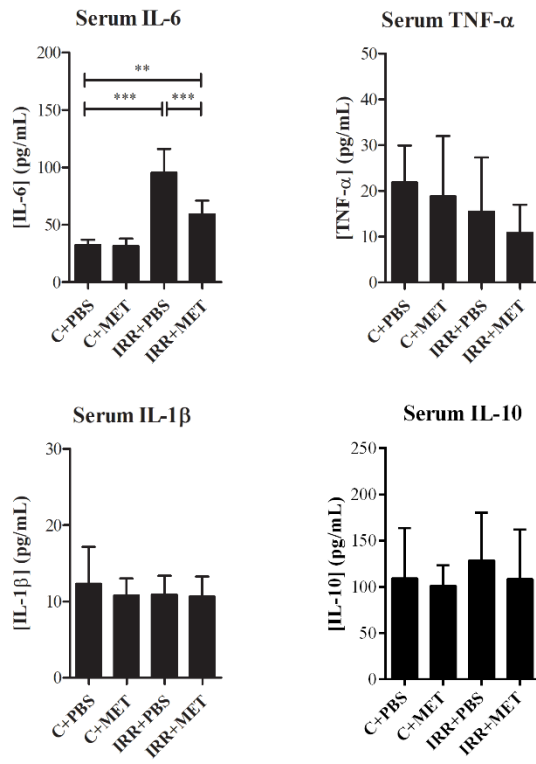 Serum IL-6
[IL-6] (pg/mL)
200
150
100
50
0
**
***
***
C+PBS
C+MET
IRR+PBS
IRR+MET
Serum TNF-α
[TNF-α] (pg/mL)
50
40
30
20
10
0
C+PBS
C+MET
IRR+PBS
IRR+MET
Serum IL-1β
[IL-1β] (pg/mL)
30
20
10
0
C+PBS
C+MET
IRR+PBS
IRR+MET
Serum IL-10
[IL-10] (pg/mL)
250
200
150
100
50
0
C+PBS
C+MET
IRR+PBS
IRR+MET